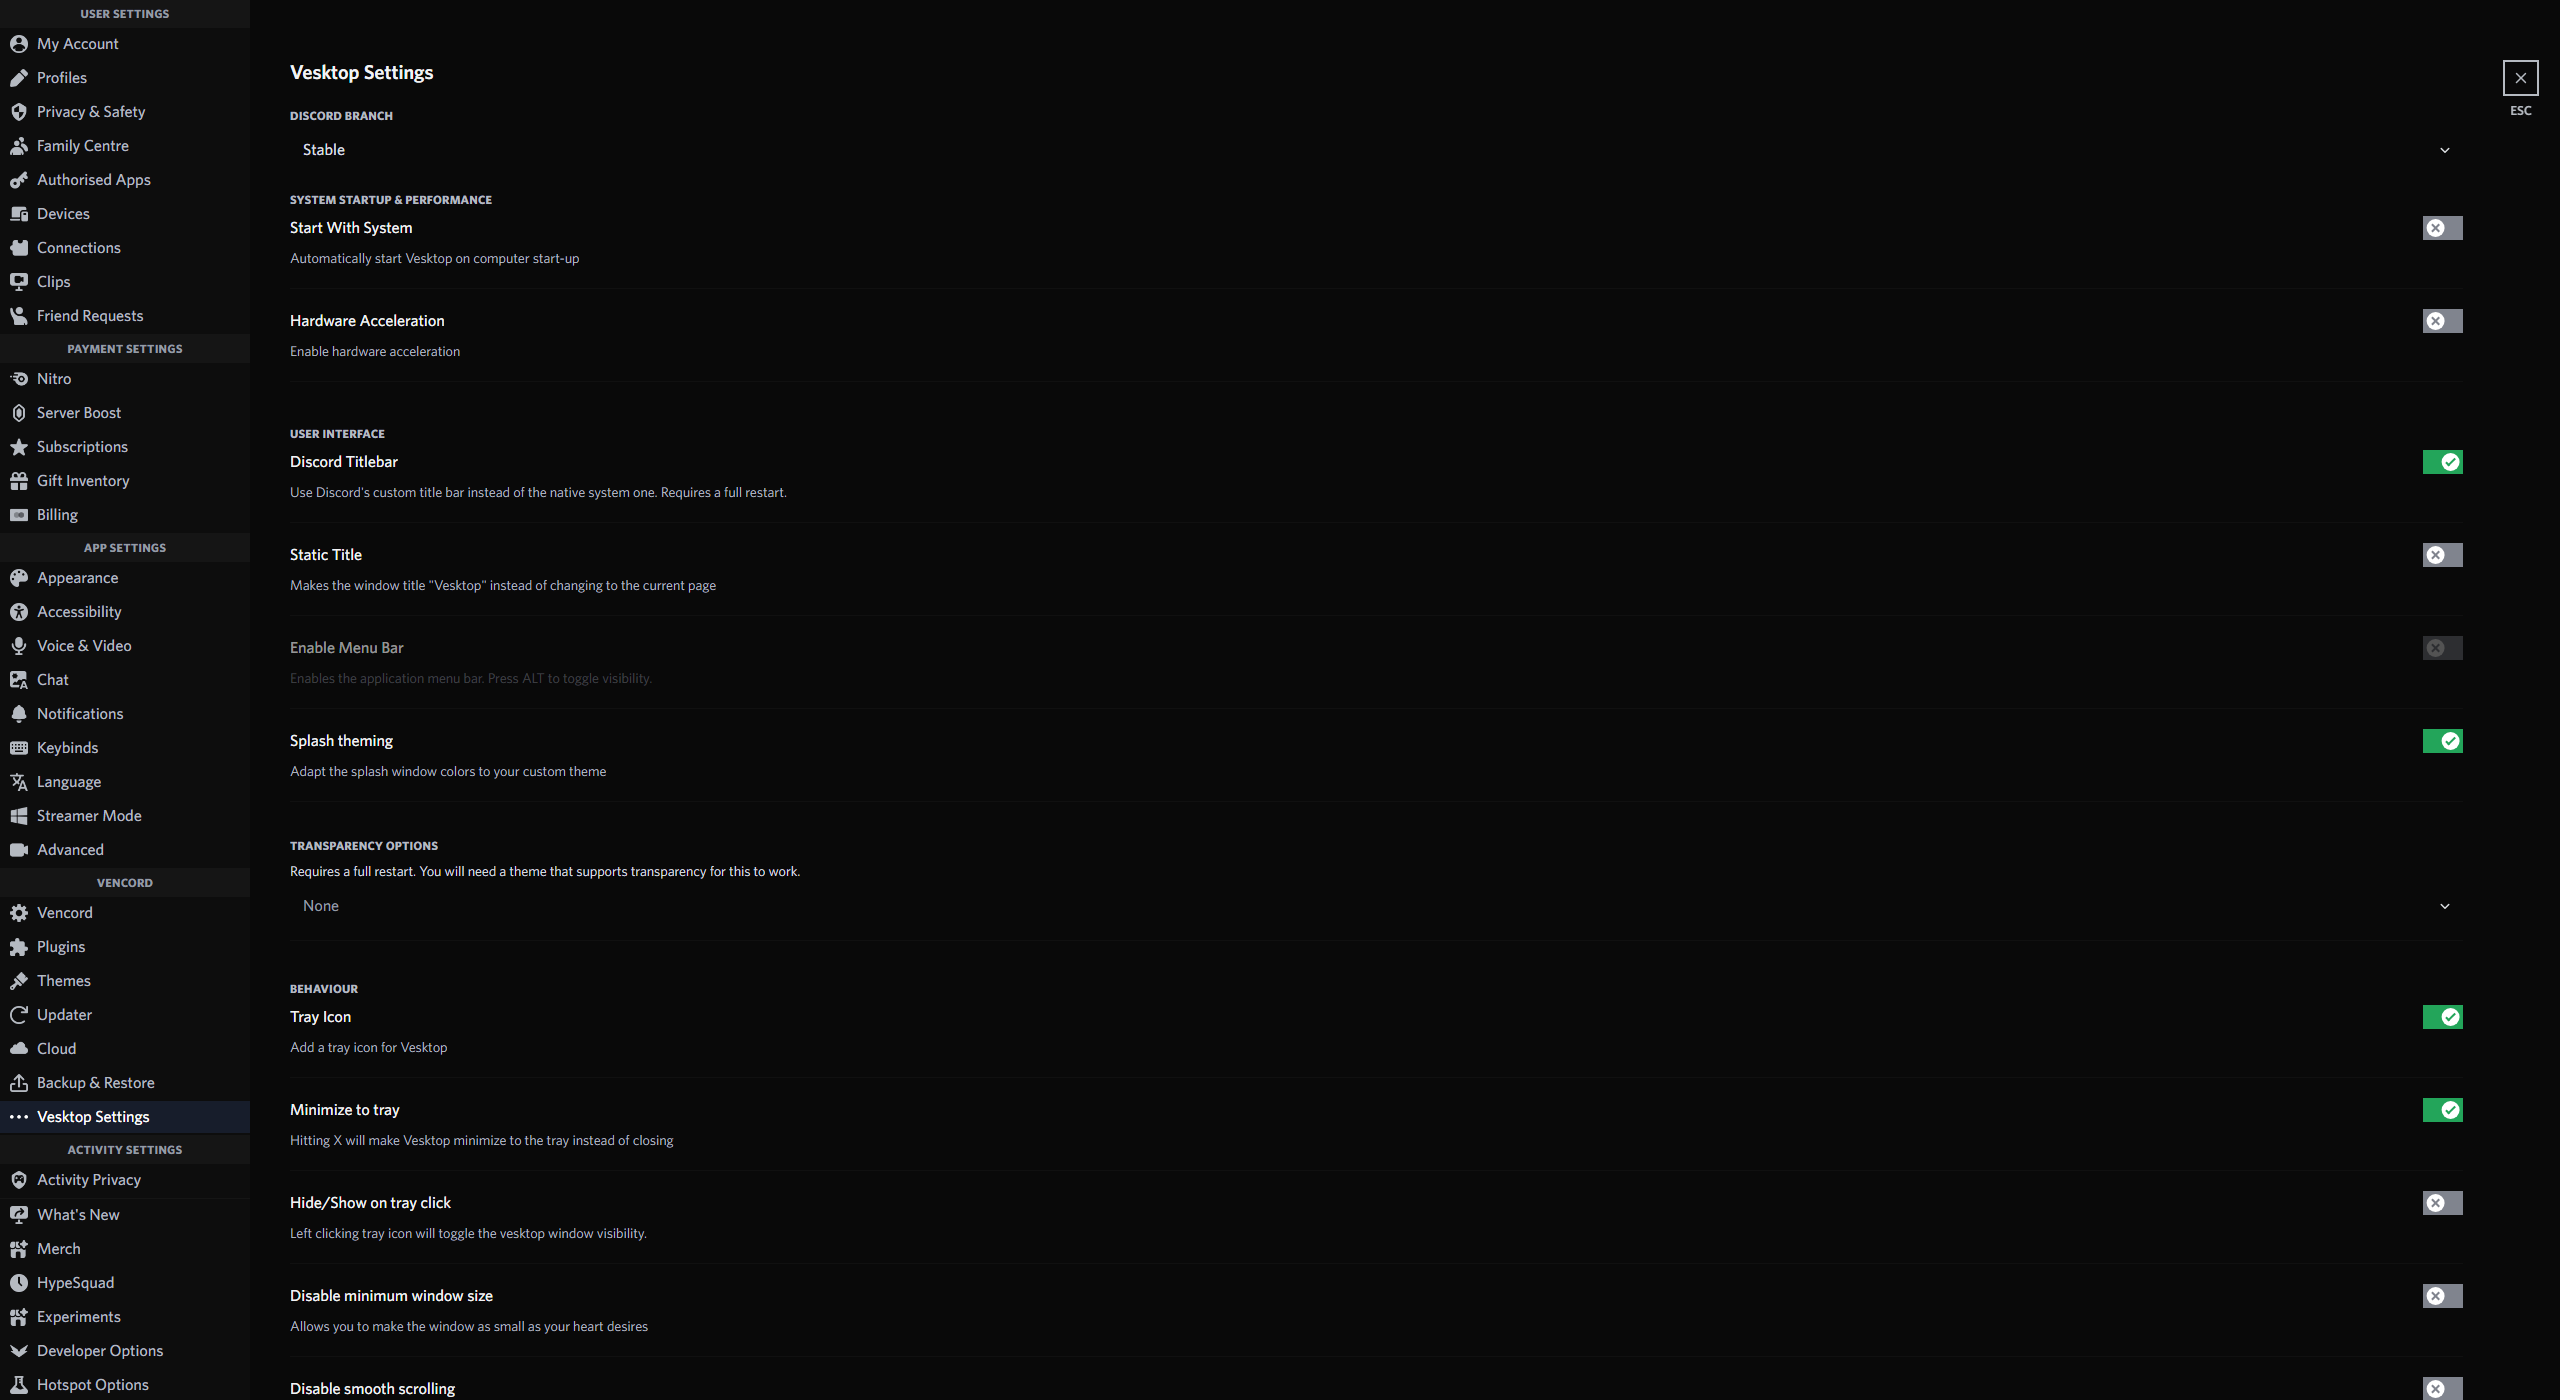 USER SETTINGS
My Account
Profiles
Privacy & Safety
Family Centre
Authorised Apps
Devices
Connections
Clips
Friend Requests
PAYMENT SETTINGS
Nitro
Server Boost
Subscriptions
Gift Inventory
Billing
APP SETTINGS
Appearance
Accessibility
Voice & Video
Chat
Notifications
Keybinds
Language
Streamer Mode
Advanced
VENCORD
Vencord
Plugins
Themes
Updater
Cloud
Backup & Restore
Vesktop Settings
ACTIVITY SETTINGS
Activity Privacy
What's New
Merch
HypeSquad
Experiments
Developer Options
Hotspot Options
Vesktop Settings
ESC
DISCORD BRANCH
Stable
SYSTEM STARTUP & PERFORMANCE
Start With System
Automatically start Vesktop on computer start-up
Hardware Acceleration
Enable hardware acceleration
USER INTERFACE
Discord Titlebar
Use Discord's custom title bar instead of the native system one. Requires a full restart.
Static Title
Makes the window title "Vesktop" instead of changing to the current page
Enable Menu Bar
Enables the application menu bar. Press ALT to toggle visibility.
Splash theming
Adapt the splash window colors to your custom theme
TRANSPARENCY OPTIONS
Requires a full restart. You will need a theme that supports transparency for this to work.
None
BEHAVIOUR
Tray Icon
Add a tray icon for Vesktop
Minimize to tray
Hitting X will make Vesktop minimize to the tray instead of closing
Hide/Show on tray click
Left clicking tray icon will toggle the vesktop window visibility.
Disable minimum window size
Allows you to make the window as small as your heart desires
Disable smooth scrolling